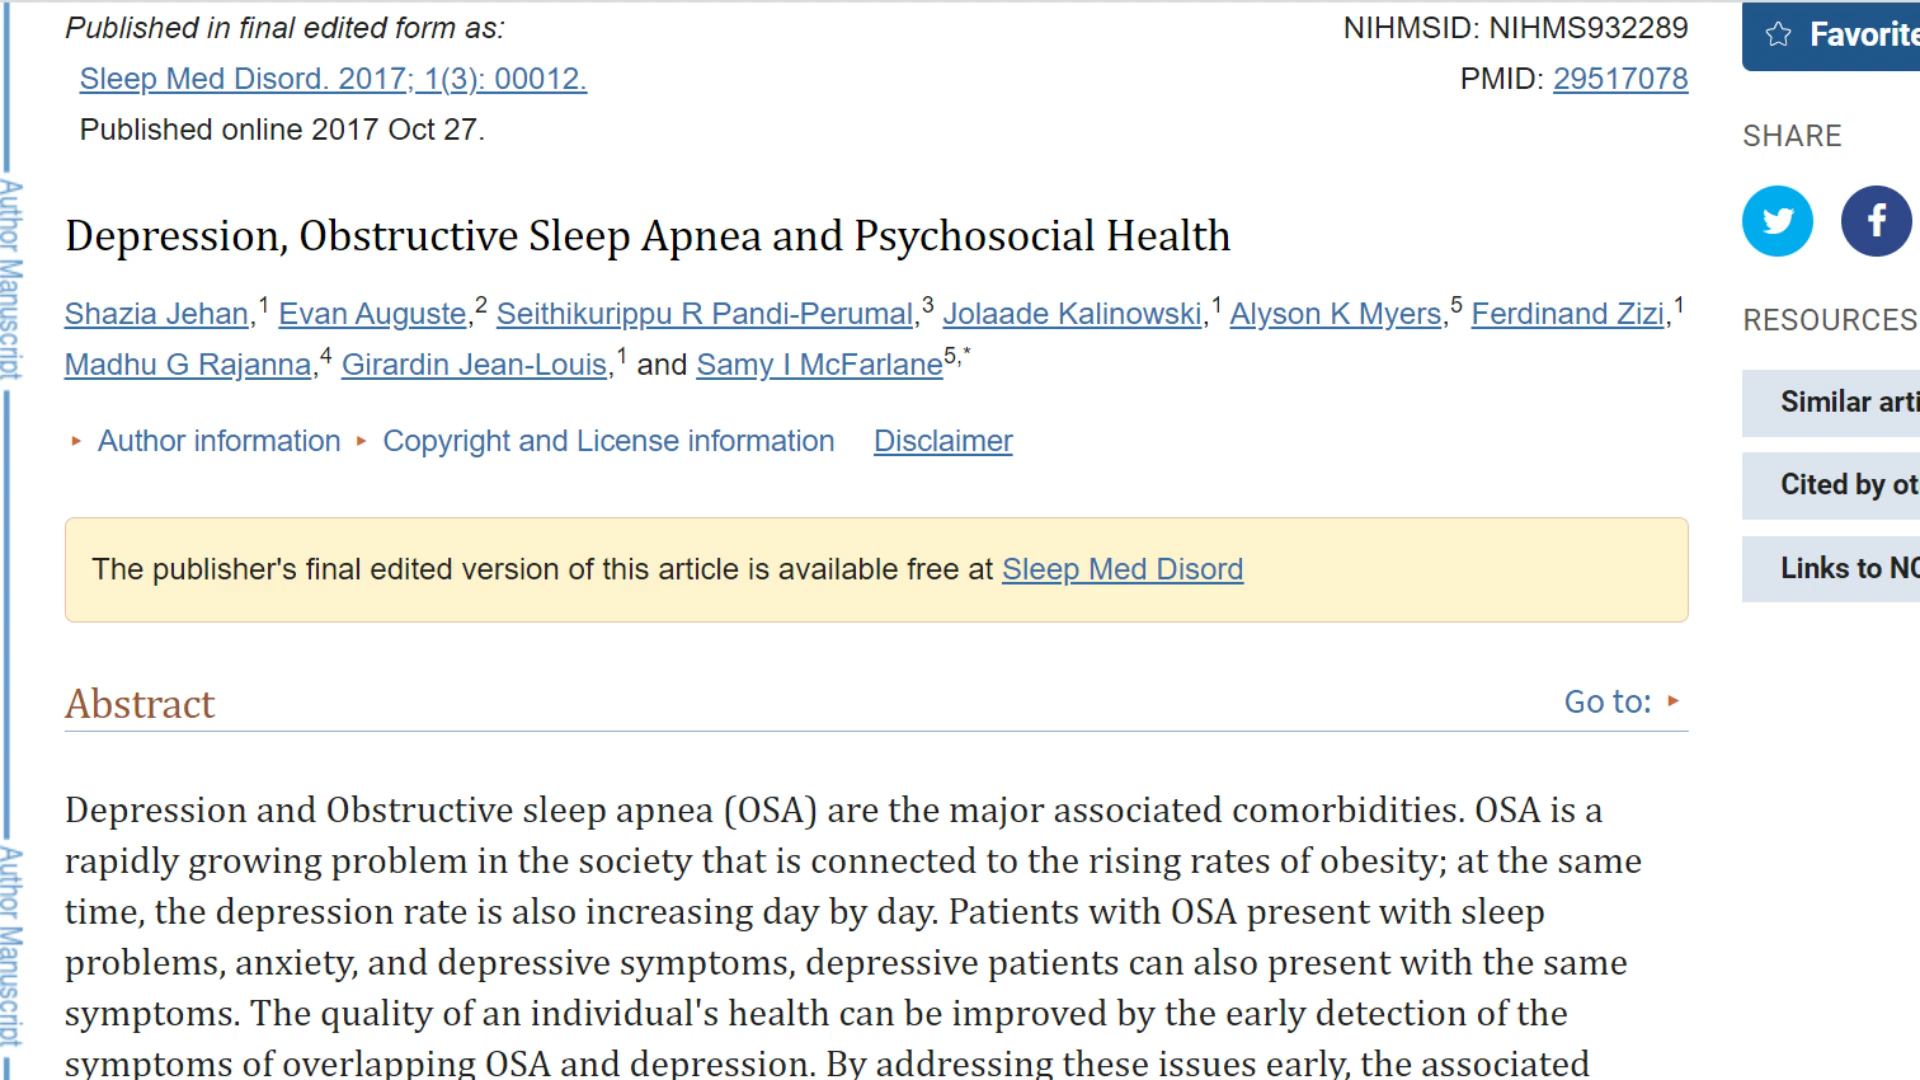 Published in final edited form as:
NIHMSID: NIHMS932289
Sleep Med Disord. 2017; 1(3): 00012.
PMID: 29517078
Published online 2017 Oct 27.
Depression, Obstructive Sleep Apnea and Psychosocial Health
Shazia Jehan,1 Evan Auguste,2 Seithikurippu R Pandi-Perumal,3 Jolaade Kalinowski,1 Alyson K Myers,5 Ferdinand Zizi,1
Madhu G Rajanna,4 Girardin Jean-Louis,1 and Samy I McFarlane5,*
Author information Copyright and License information Disclaimer
The publisher's final edited version of this article is available free at Sleep Med Disord
Abstract
Go to:
Depression and Obstructive sleep apnea (OSA) are the major associated comorbidities. OSA is a
rapidly growing problem in the society that is connected to the rising rates of obesity; at the same
time, the depression rate is also increasing day by day. Patients with OSA present with sleep
problems, anxiety, and depressive symptoms, depressive patients can also present with the same
symptoms. The quality of an individual's health can be improved by the early detection of the
symptoms of overlapping OSA and depression. By addressing these issues early, the associated
Author Manuscript
Author Manuscript
Favorite
SHARE
RESOURCES
Similar arti
Cited by ot
Links to NC